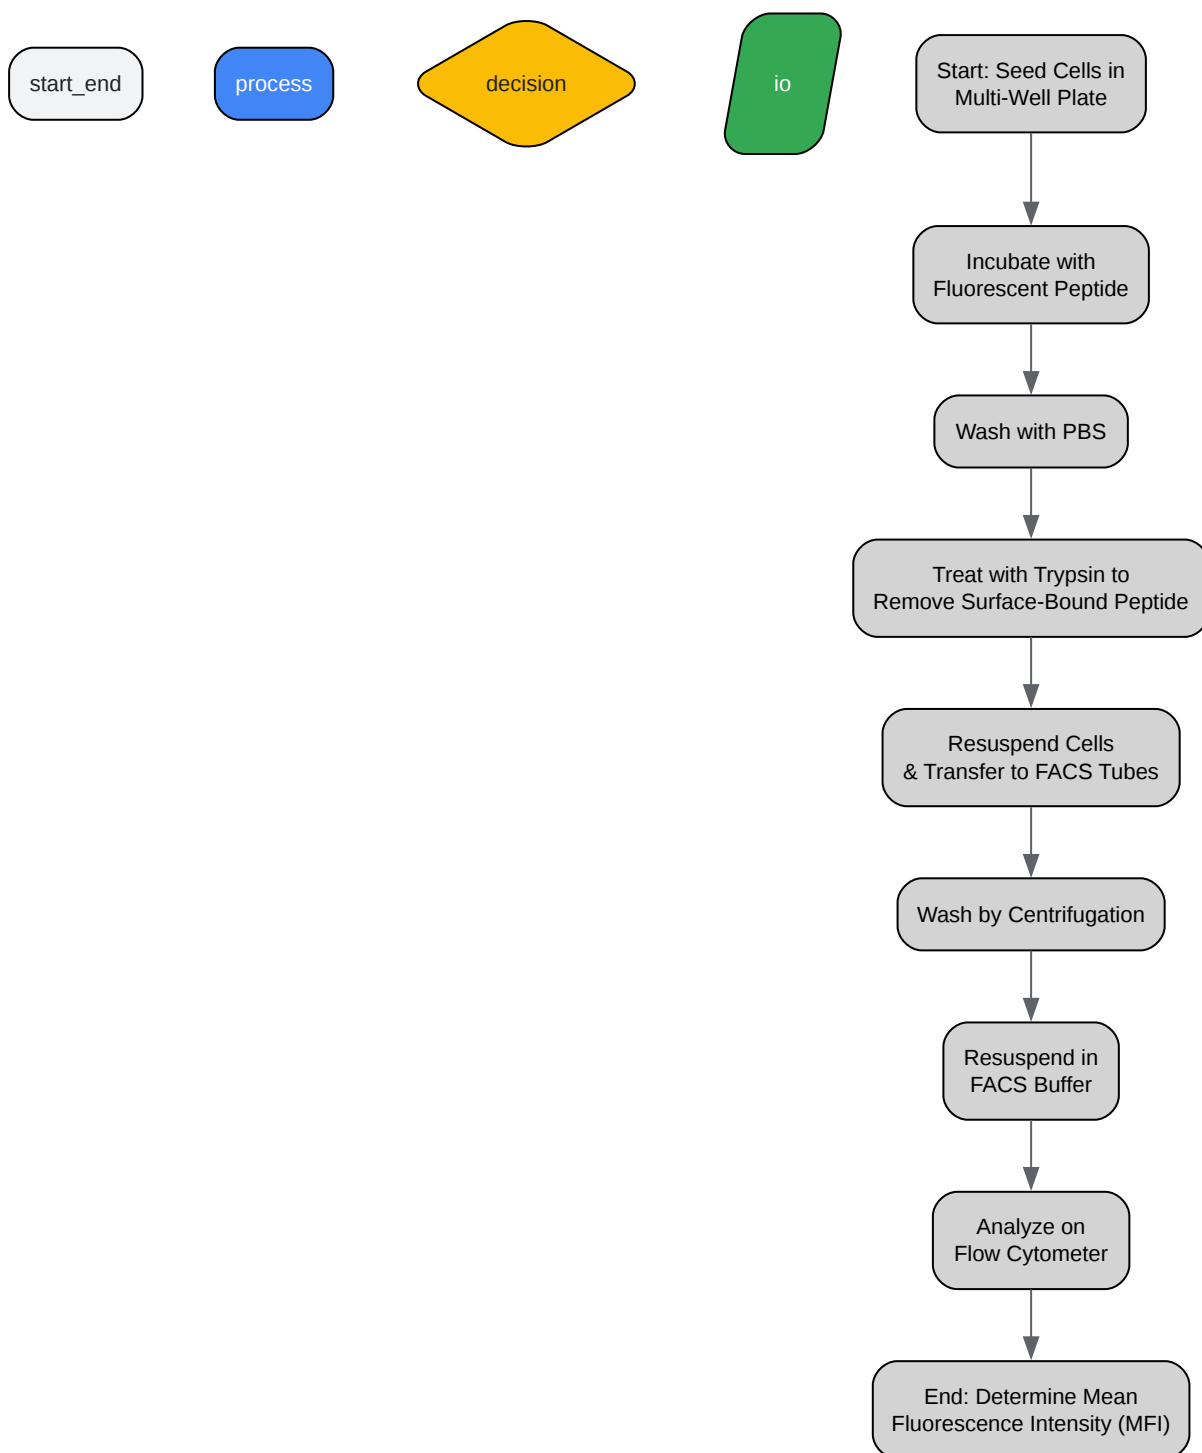 start_end
process
decision
io
Start: Seed Cells in
Multi-Well Plate
Incubate with
Fluorescent Peptide
Wash with PBS
Treat with Trypsin to
Remove Surface-Bound Peptide
Resuspend Cells
& Transfer to FACS Tubes
Wash by Centrifugation
Resuspend in
FACS Buffer
Analyze on
Flow Cytometer
End: Determine Mean
Fluorescence Intensity (MFI)